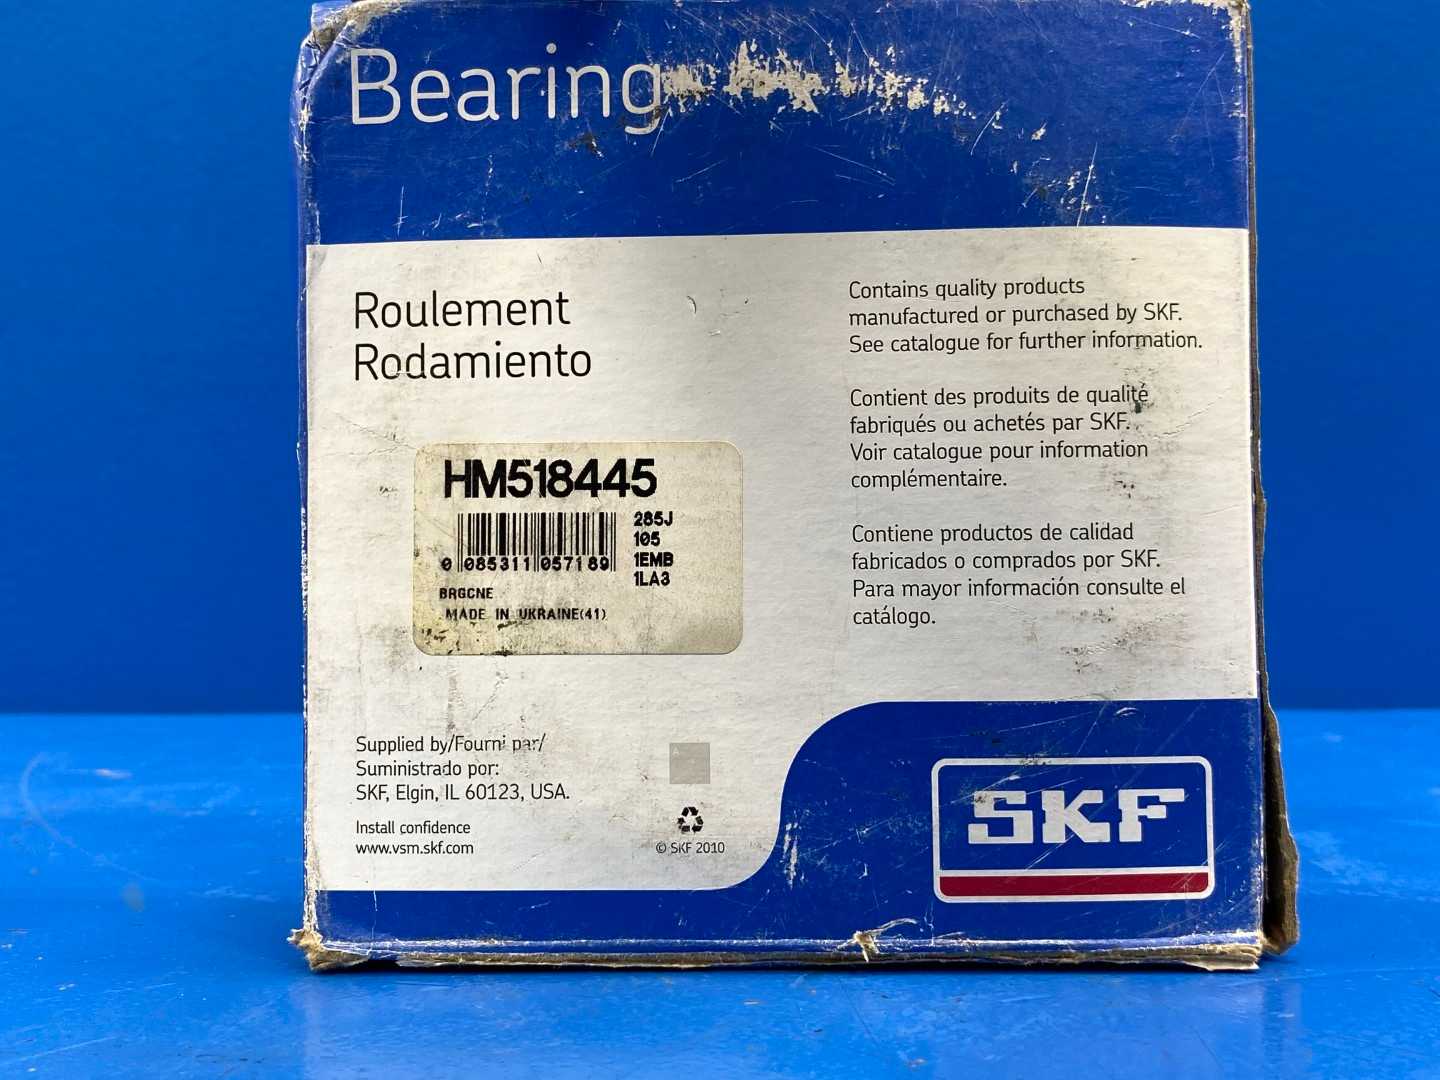 Bearing
Roulement
Rodamiento
HM518445
285J
105
1EMB
1LA3
0 085311 057189
BRGCNE
MADE IN UKRAINE(41)
Supplied by/Fourni par/
Suministrado por:
SKF, Elgin, IL 60123, USA.
Install confidence
www.vsm.skf.com
A
© SKF 2010
Contains quality products
manufactured or purchased by SKF.
See catalogue for further information.
Contient des produits de qualité
fabriqués ou achetés par SKF.
Voir catalogue pour information
complémentaire.
Contiene productos de calidad
fabricados o comprados por SKF.
Para mayor información consulte el
catálogo.
SKF